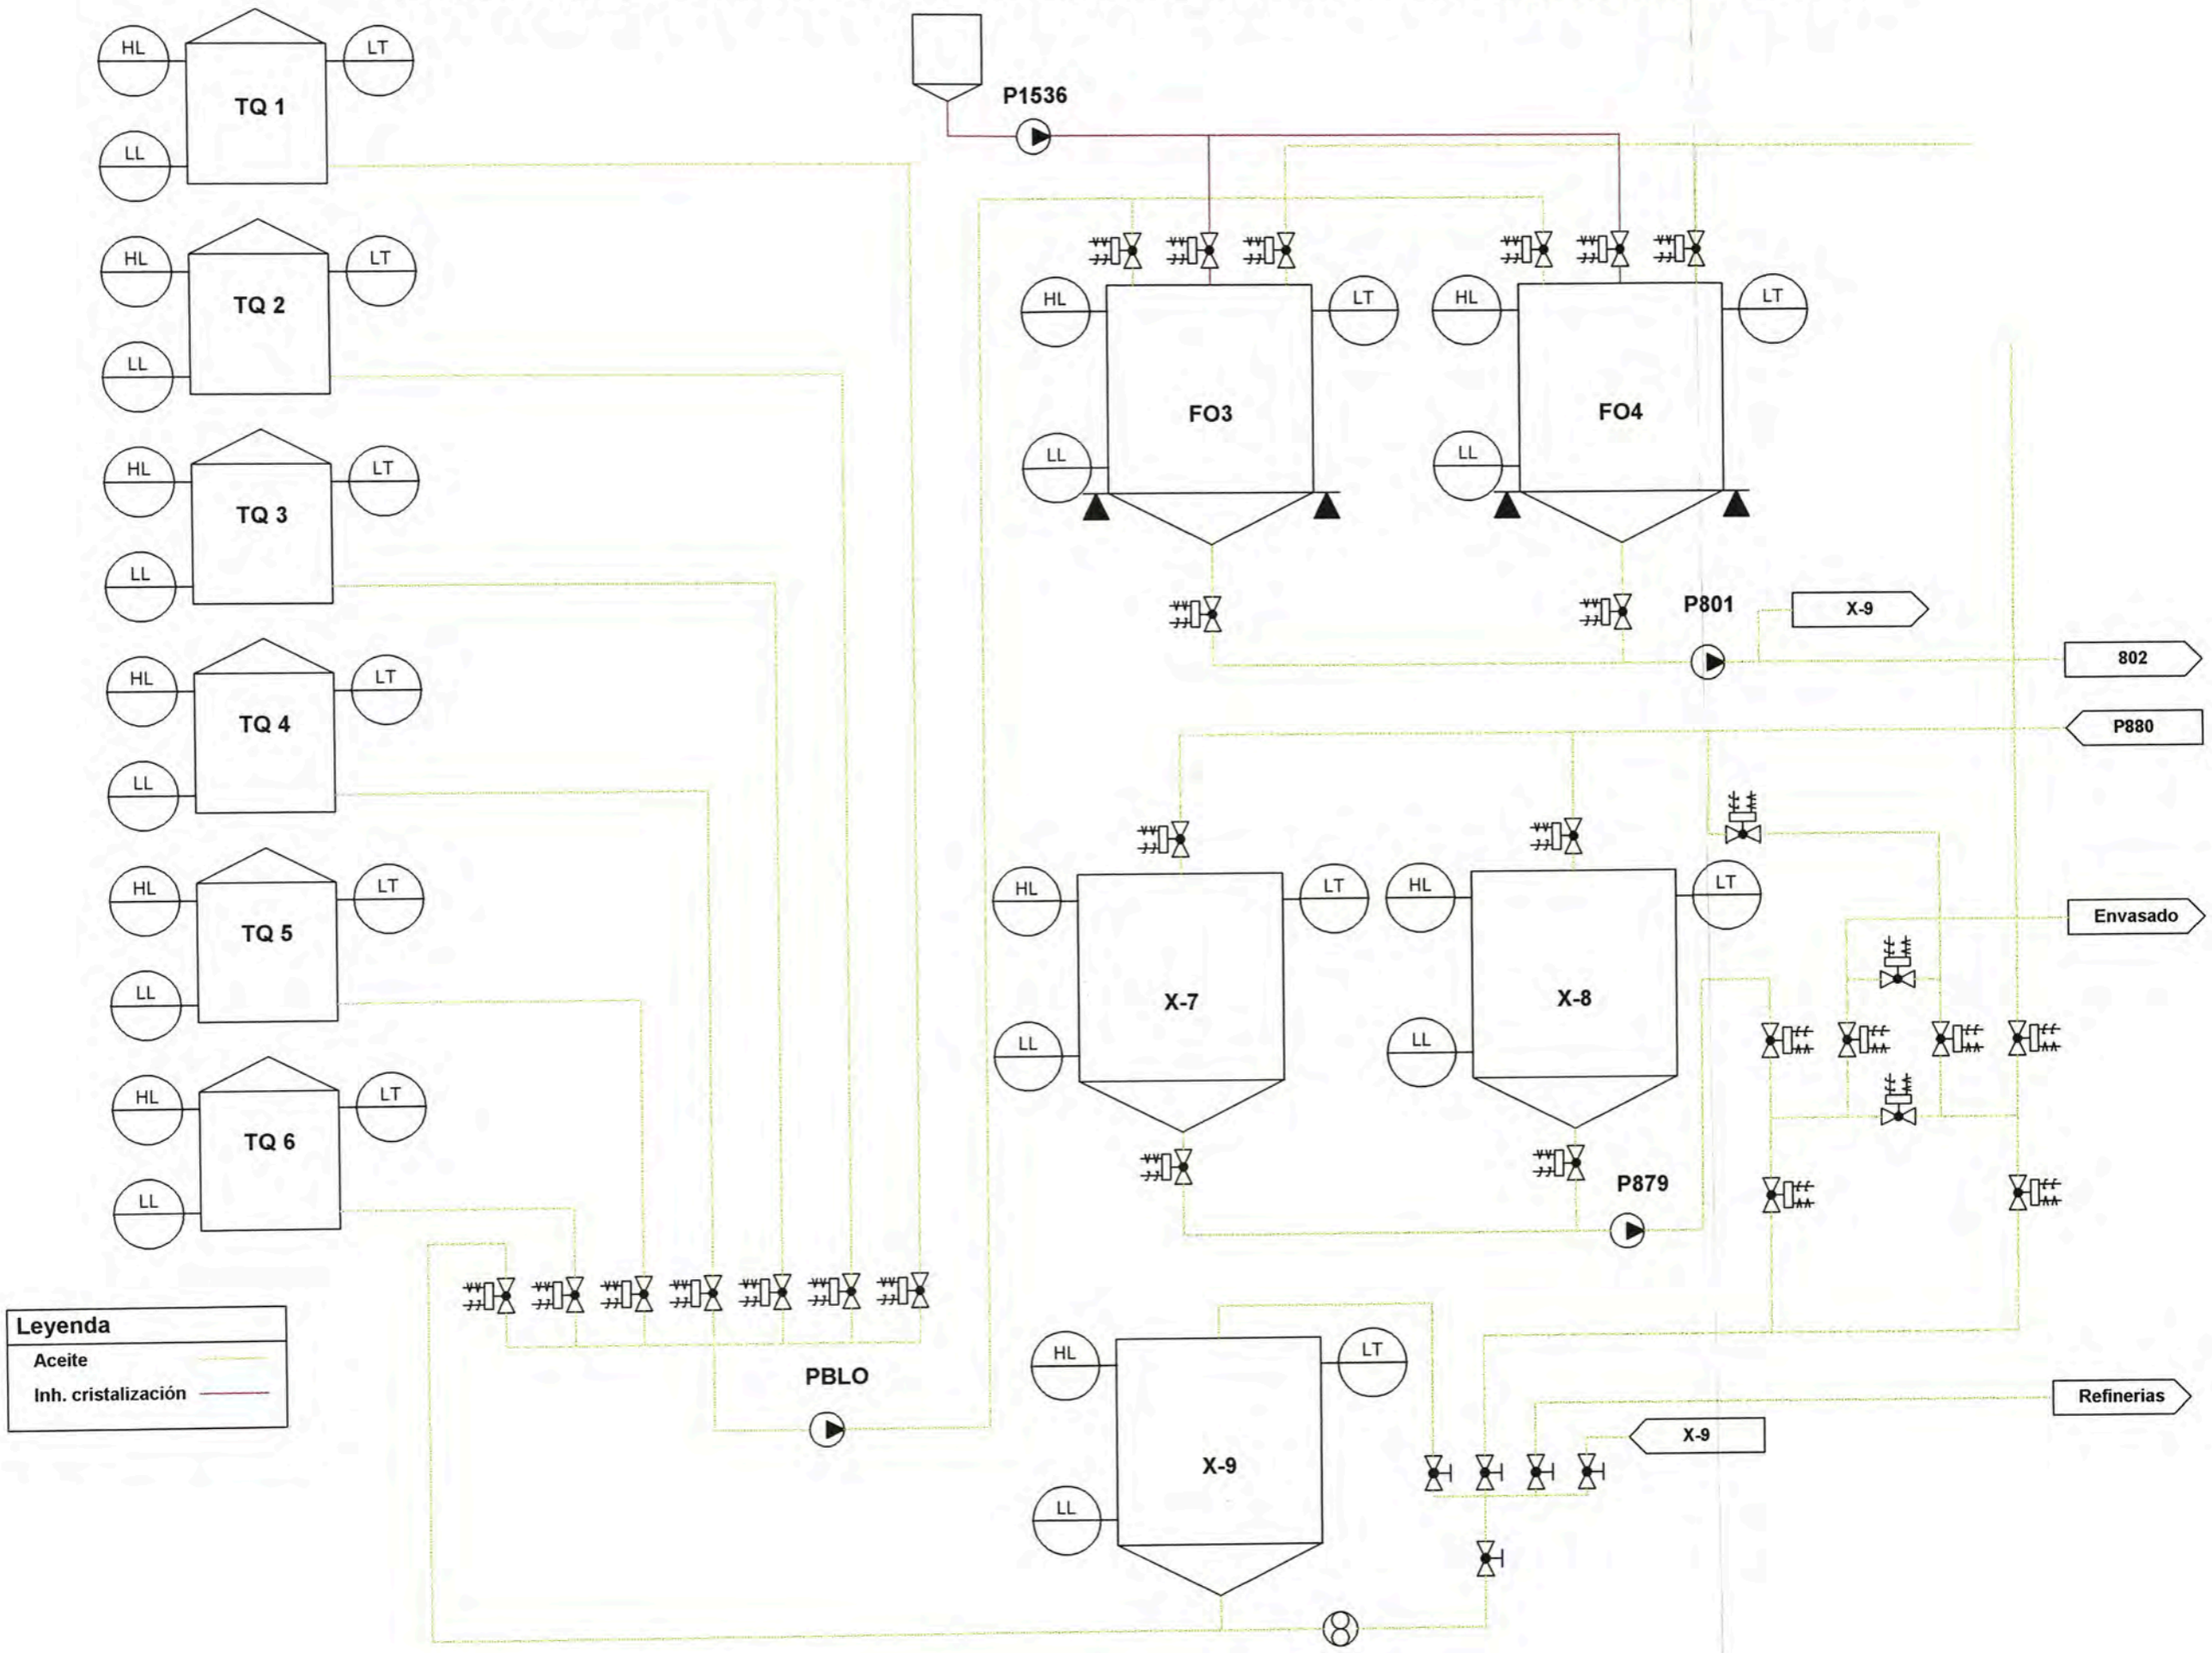 HL
LT
TQ 1
LL
HL
LT
TQ 2
LL
HL
LT
TQ 3
LL
HL
LT
TQ 4
LL
HL
LT
TQ 5
LL
HL
LT
TQ 6
LL
Leyenda
Aceite
Inh. cristalización
PBLO
P1536
HL
LT
FO3
LL
HL
LT
FO4
LL
P801
X-9
802
P880
HL
LT
X-7
LL
HL
LT
X-8
LL
P879
Envasado
HL
LT
X-9
LL
Refinerias
X-9